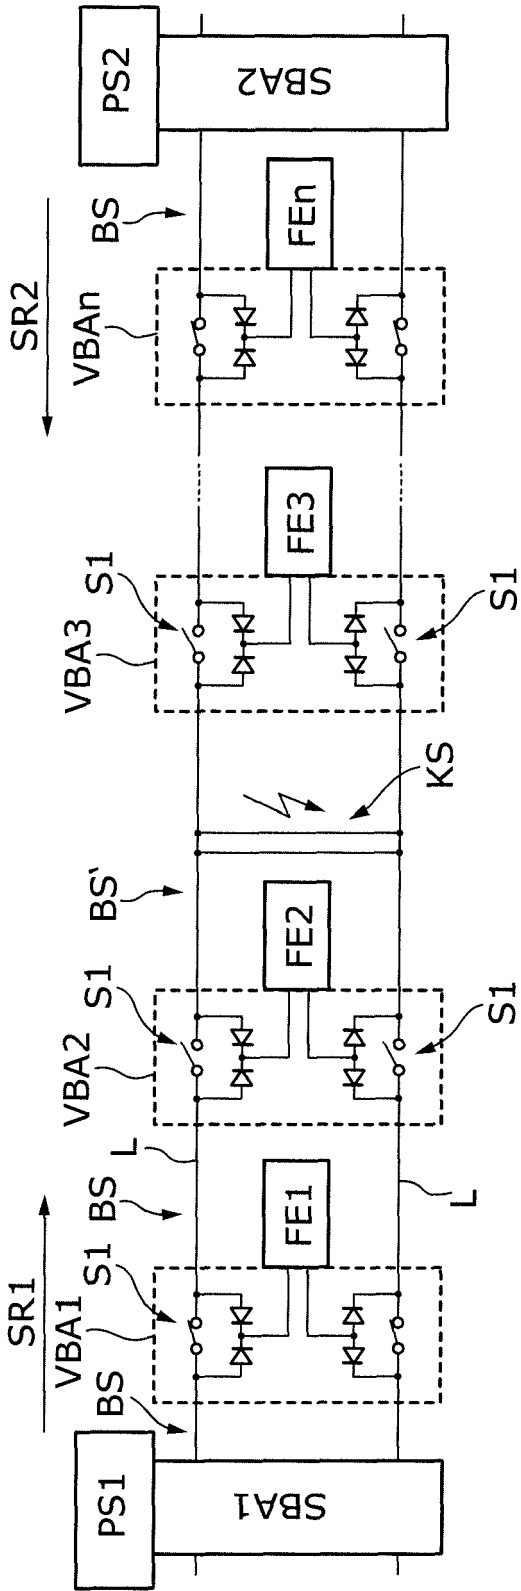 SR1
SR2
PS1
SBA1
BS
VBA1
S1
FE1
BS
L
L
VBA2
S1
S1
FE2
BS‘
KS
VBA3
S1
S1
FE3
VBAn
FEn
BS
PS2
SBA2